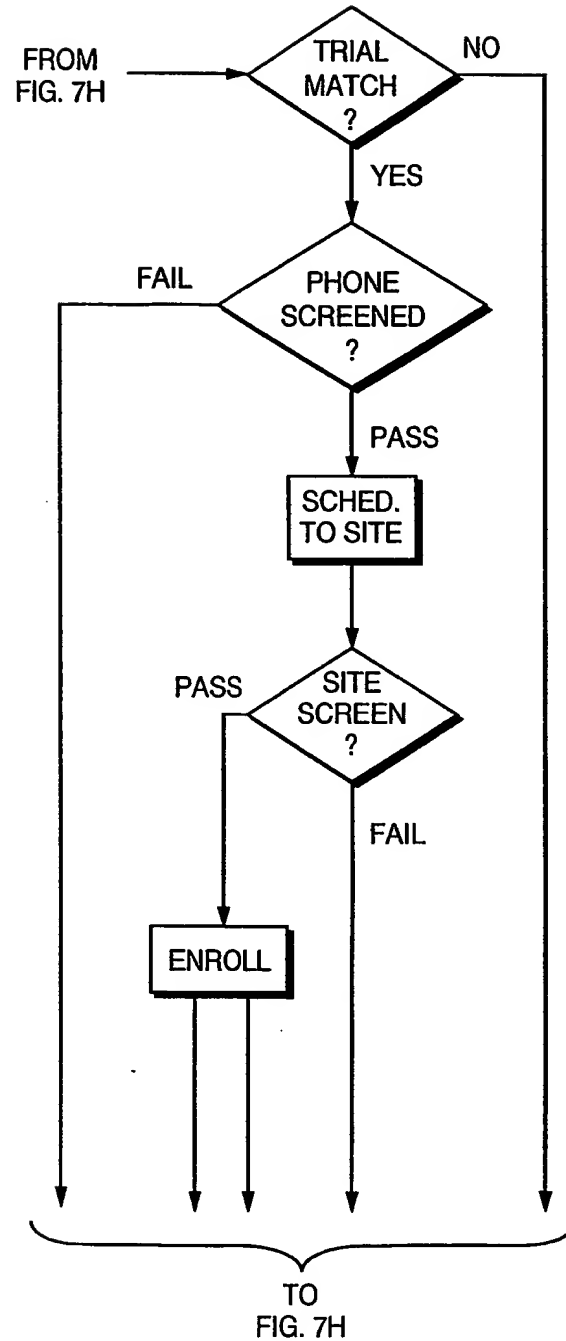 FROM
FIG. 7H
TRIAL
MATCH
?
NO
YES
FAIL
PHONE
SCREENED
?
PASS
SCHED.
TO SITE
PASS
SITE
SCREEN
?
FAIL
ENROLL
TO
FIG. 7H